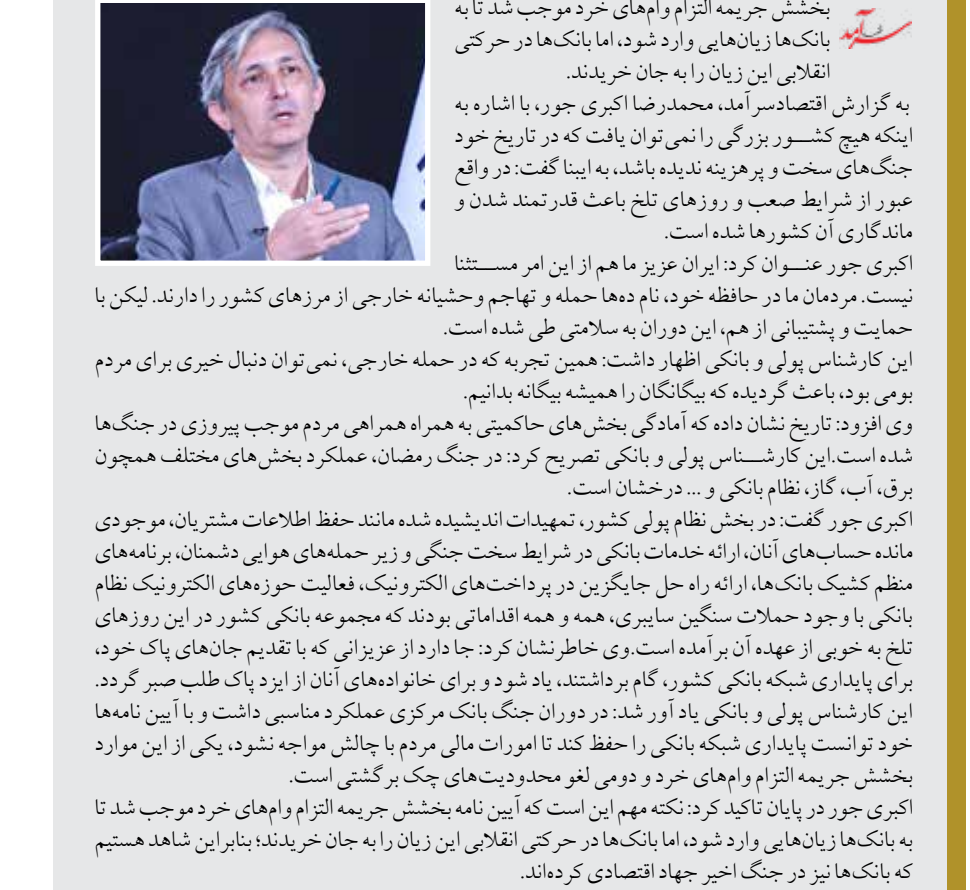 بخشش جریمه التزام وام‌های خرد موجب شد تا به
سرآمد
بانک‌ها زیان‌هایی وارد شود، اما بانک‌ها در حرکتی
انقلابی این زیان را به جان خریدند.
به گزارش اقتصادسرآمد، محمدرضا اکبری جور، با اشاره به
اینکه هیچ کشـــور بزرگی را نمی‌توان یافت که در تاریخ خود
جنگ‌های سخت و پرهزینه ندیده باشد، به ایبنا گفت: در واقع
عبور از شرایط صعب و روزهای تلخ باعث قدرتمند شدن و
ماندگاری آن کشورها شده است.
اکبری جور عنـــوان کرد: ایران عزیز ما هم از این امر مســـتثنا
نیست. مردمان ما در حافظه خود، نام ده‌ها حمله و تهاجم وحشیانه خارجی از مرزهای کشور را دارند. لیکن با
حمایت و پشتیبانی از هم، این دوران به سلامتی طی شده است.
این کارشناس پولی و بانکی اظهار داشت: همین تجربه که در حمله خارجی، نمی‌توان دنبال خیری برای مردم
بومی بود، باعث گردیده که بیگانگان را همیشه بیگانه بدانیم.
وی افزود: تاریخ نشان داده که آمادگی بخش‌های حاکمیتی به همراه همراهی مردم موجب پیروزی در جنگ‌ها
شده است.این کارشـــناس پولی و بانکی تصریح کرد: در جنگ رمضان، عملکرد بخش‌های مختلف همچون
برق، آب، گاز، نظام بانکی و ... درخشان است.
اکبری جور گفت: در بخش نظام پولی کشور، تمهیدات اندیشیده شده مانند حفظ اطلاعات مشتریان، موجودی
مانده حساب‌های آنان، ارائه خدمات بانکی در شرایط سخت جنگی و زیر حمله‌های هوایی دشمنان، برنامه‌های
منظم کشیک بانک‌ها، ارائه راه حل جایگزین در پرداخت‌های الکترونیک، فعالیت حوزه‌های الکترونیک نظام
بانکی با وجود حملات سنگین سایبری، همه و همه اقداماتی بودند که مجموعه بانکی کشور در این روزهای
تلخ به خوبی از عهده آن برآمده است.وی خاطرنشان کرد: جا دارد از عزیزانی که با تقدیم جان‌های پاک خود،
برای پایداری شبکه بانکی کشور، گام برداشتند، یاد شود و برای خانواده‌های آنان از ایزد پاک طلب صبر گردد.
این کارشناس پولی و بانکی یاد آور شد: در دوران جنگ بانک مرکزی عملکرد مناسبی داشت و با آیین نامه‌ها
خود توانست پایداری شبکه بانکی را حفظ کند تا امورات مالی مردم با چالش مواجه نشود، یکی از این موارد
بخشش جریمه التزام وام‌های خرد و دومی لغو محدودیت‌های چک برگشتی است.
اکبری جور در پایان تاکید کرد: نکته مهم این است که آیین نامه بخشش جریمه التزام وام‌های خرد موجب شد تا
به بانک‌ها زیان‌هایی وارد شود، اما بانک‌ها در حرکتی انقلابی این زیان را به جان خریدند؛ بنابراین شاهد هستیم
که بانک‌ها نیز در جنگ اخیر جهاد اقتصادی کرده‌اند.